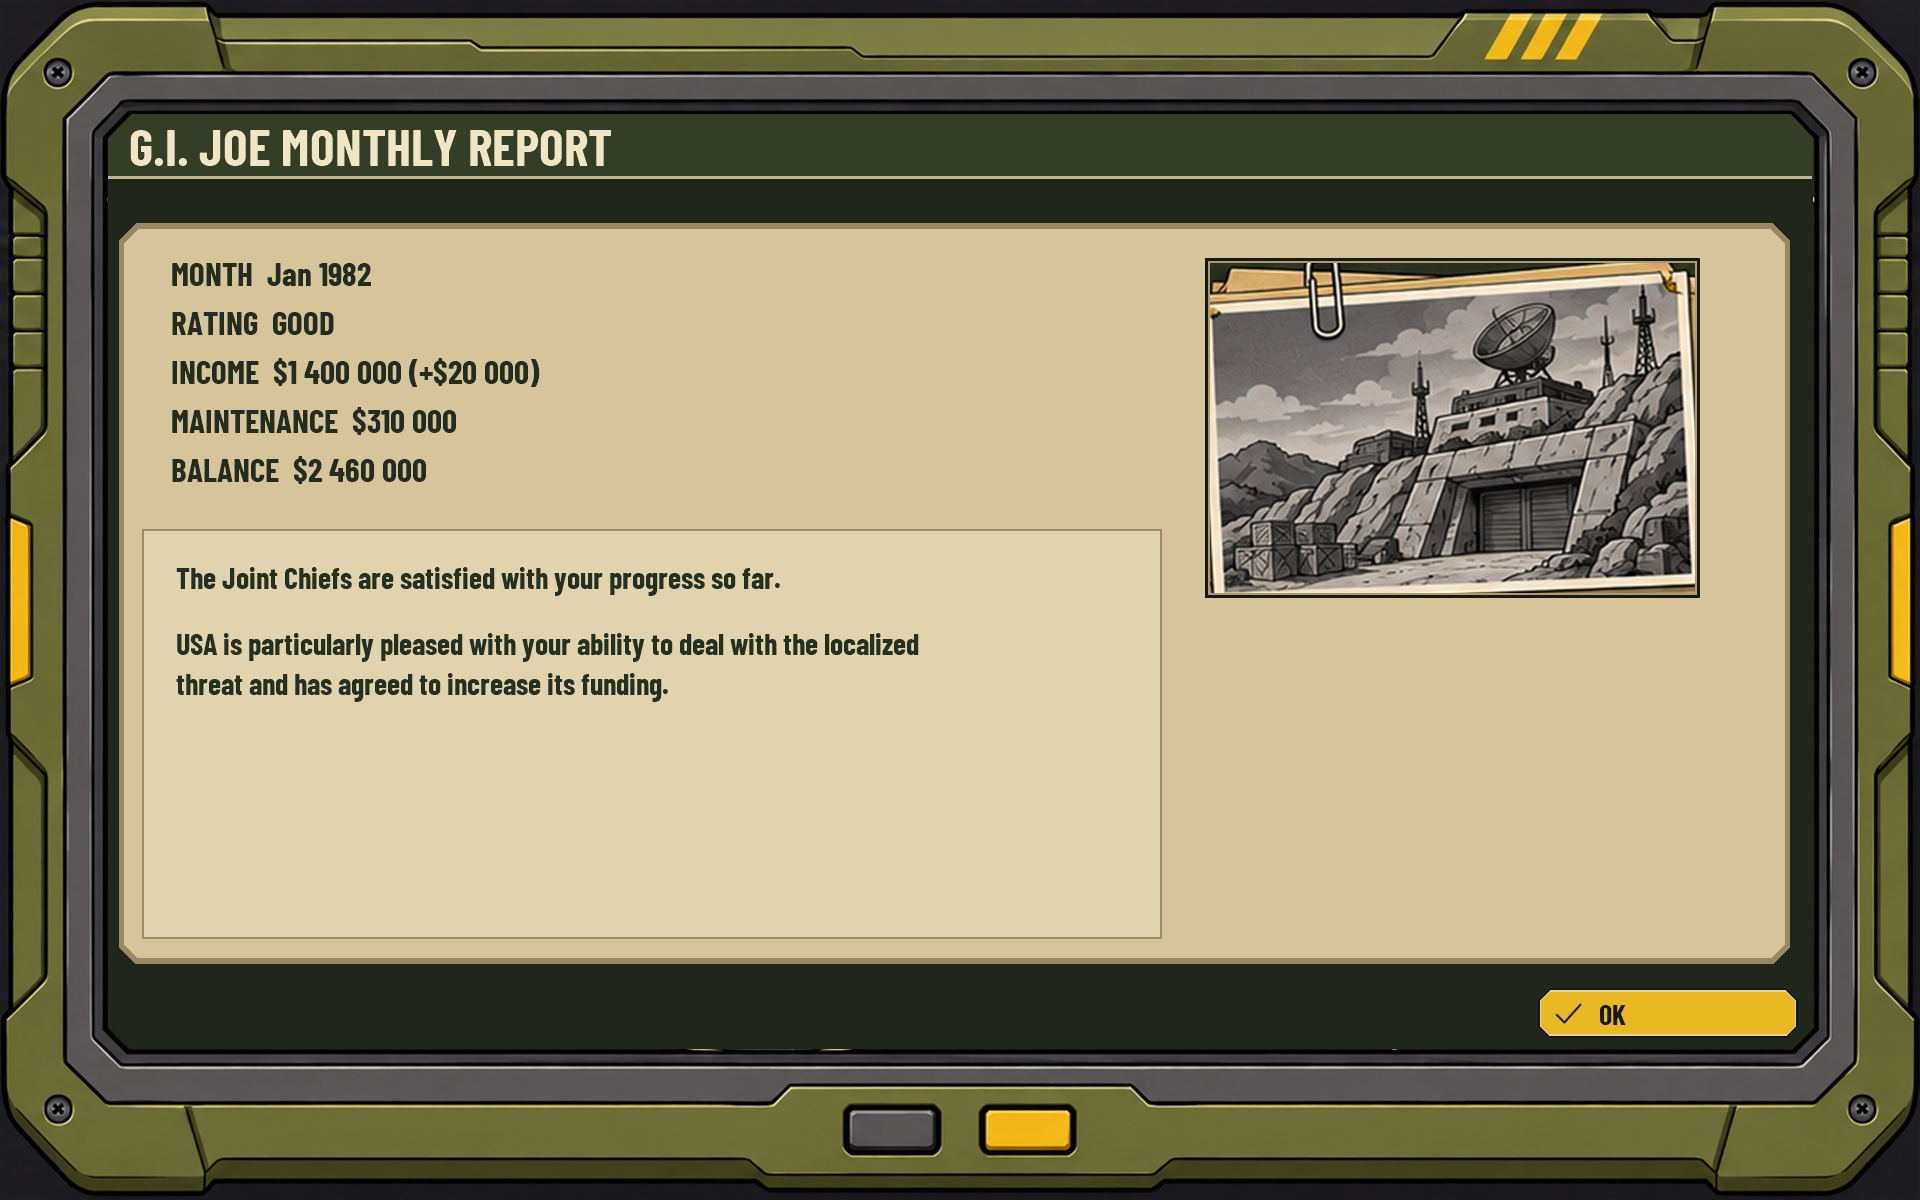 G.I. JOE MONTHLY REPORT
MONTH Jan 1982
RATING GOOD
INCOME $1 400 000 (+$20 000)
MAINTENANCE $310 000
BALANCE $2 460 000
The Joint Chiefs are satisfied with your progress so far.
USA is particularly pleased with your ability to deal with the localized
threat and has agreed to increase its funding.
OK